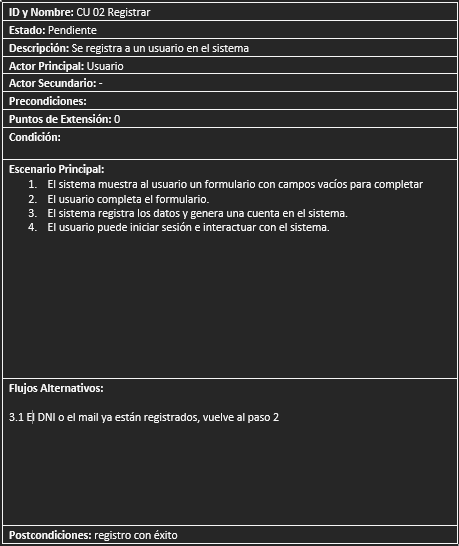 ID y Nombre: CU 02 Registrar
Estado: Pendiente
Descripción: Se registra a un usuario en el sistema
Actor Principal: Usuario
Actor Secundario: -
Precondiciones:
Puntos de Extensión: 0
Condición:
Escenario Principal:
1. El sistema muestra al usuario un formulario con campos vacíos para completar
2. El usuario completa el formulario.
3. El sistema registra los datos y genera una cuenta en el sistema.
4. El usuario puede iniciar sesión e interactuar con el sistema.
Flujos Alternativos:
3.1 El DNI o el mail ya están registrados, vuelve al paso 2
Postcondiciones: registro con éxito